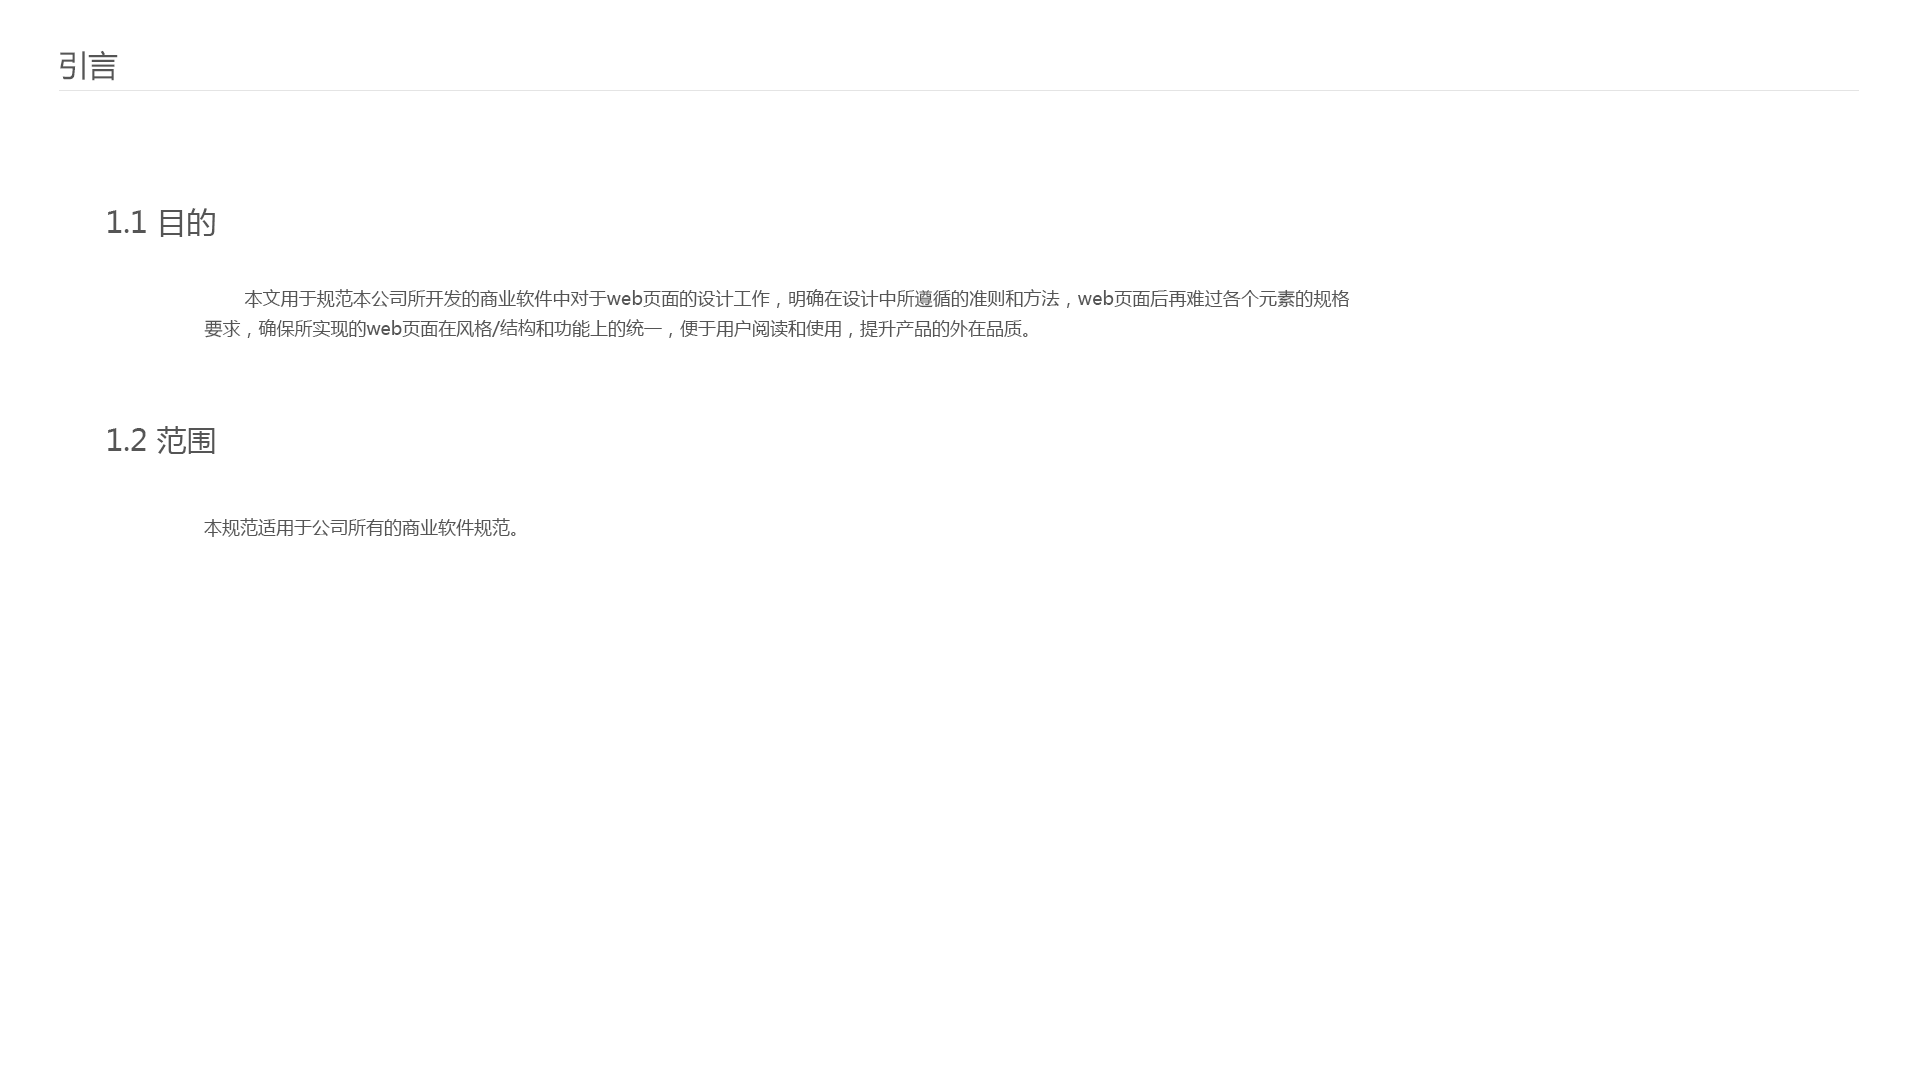 引言
1.1 目的
本文用于规范本公司所开发的商业软件中对于web页面的设计工作，明确在设计中所遵循的准则和方法，web页面后再难过各个元素的规格
要求，确保所实现的web页面在风格/结构和功能上的统一，便于用户阅读和使用，提升产品的外在品质。
1.2 范围
本规范适用于公司所有的商业软件规范。